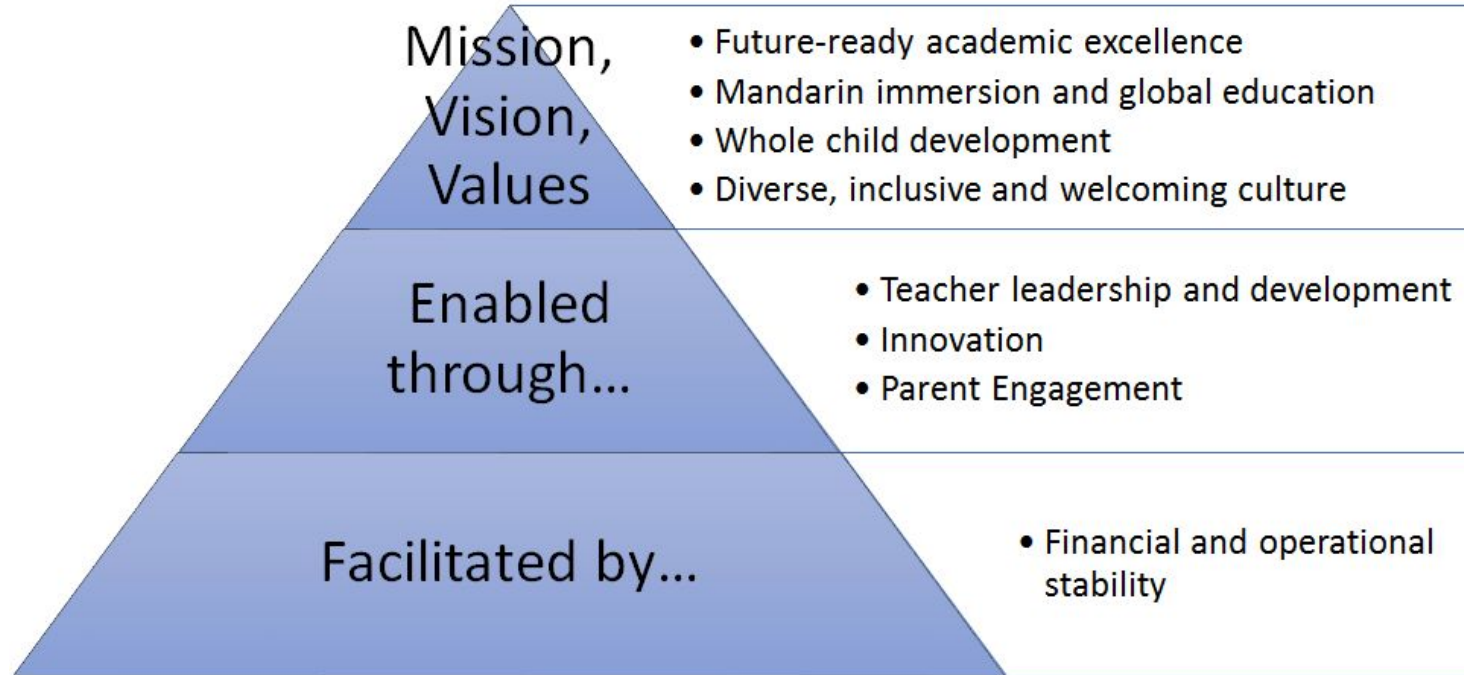 Mission,
Vision,
Values
• Future-ready academic excellence
• Mandarin immersion and global education
• Whole child development
• Diverse, inclusive and welcoming culture
Enabled
through…
• Teacher leadership and development
• Innovation
• Parent Engagement
Facilitated by…
• Financial and operational
stability